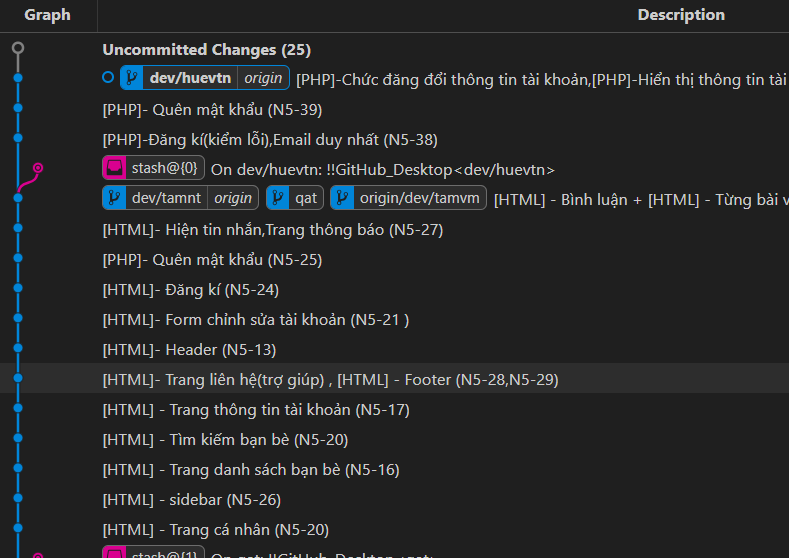 Graph Description
Uncommitted Changes (25)
dev/huevtn origin [PHP]-Chức đăng đổi thông tin tài khoản,[PHP]-Hiển thị thông tin tài
[PHP]- Quên mật khẩu (N5-39)
[PHP]-Đăng kí(kiểm lỗi),Email duy nhất (N5-38)
stash@{0} On dev/huevtn: !!GitHub_Desktop<dev/huevtn>
dev/tamnt origin qat origin/dev/tamvm [HTML] - Bình luận + [HTML] - Từng bài v
[HTML]- Hiện tin nhắn,Trang thông báo (N5-27)
[PHP]- Quên mật khẩu (N5-25)
[HTML]- Đăng kí (N5-24)
[HTML]- Form chỉnh sửa tài khoản (N5-21 )
[HTML]- Header (N5-13)
[HTML]- Trang liên hệ(trợ giúp) , [HTML] - Footer (N5-28,N5-29)
[HTML] - Trang thông tin tài khoản (N5-17)
[HTML] - Tìm kiếm bạn bè (N5-20)
[HTML] - Trang danh sách bạn bè (N5-16)
[HTML] - sidebar (N5-26)
[HTML] - Trang cá nhân (N5-20)
stash@{1} On qat: !!GitHub_Desktop<qat>